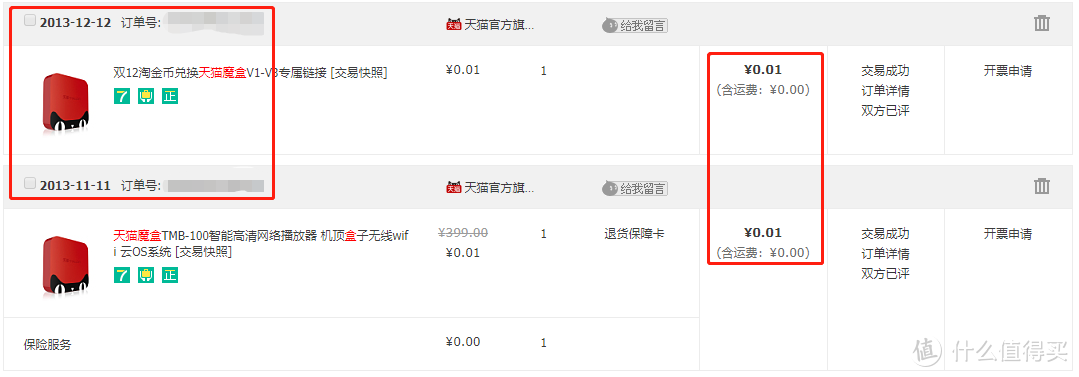 2013-12-12 订单号:
天猫 天猫官方旗...
给我留言
双12淘金币兑换天猫魔盒V1-V3专属链接 [交易快照]
7 正
¥0.01
1
¥0.01
(含运费：¥0.00)
交易成功
订单详情
双方已评
开票申请
2013-11-11 订单号:
天猫 天猫官方旗...
给我留言
天猫魔盒TMB-100智能高清网络播放器 机顶盒子无线wif
i 云OS系统 [交易快照]
7 正
¥399.00
¥0.01
1
退货保障卡
¥0.01
(含运费：¥0.00)
交易成功
订单详情
双方已评
开票申请
保险服务
¥0.00
1
值 什么值得买